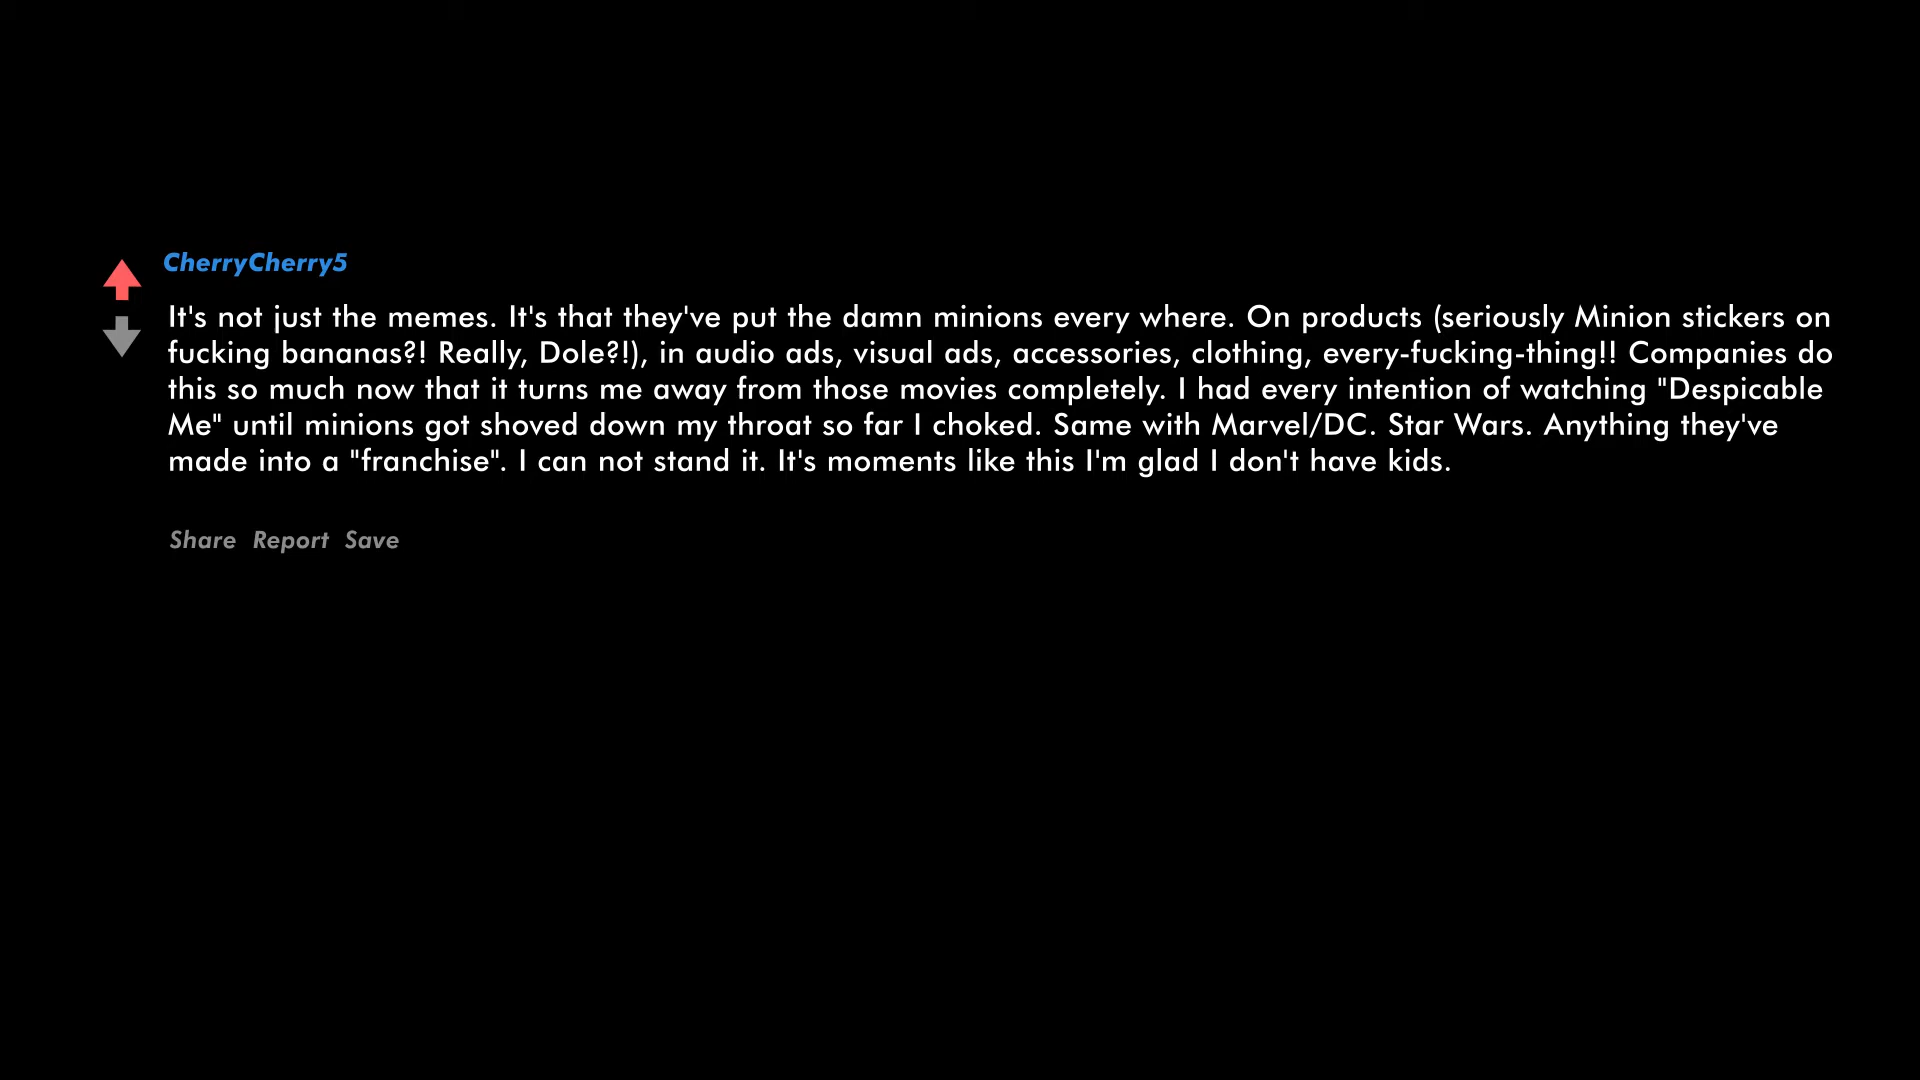 CherryCherry5
It's not just the memes. It's that they've put the damn minions every where. On products (seriously Minion stickers on
fucking bananas?! Really, Dole?!), in audio ads, visual ads, accessories, clothing, every-fucking-thing!! Companies do
this so much now that it turns me away from those movies completely. I had every intention of watching "Despicable
Me" until minions got shoved down my throat so far I choked. Same with Marvel/DC. Star Wars. Anything they've
made into a "franchise". I can not stand it. It's moments like this I'm glad I don't have kids.
Share Report Save